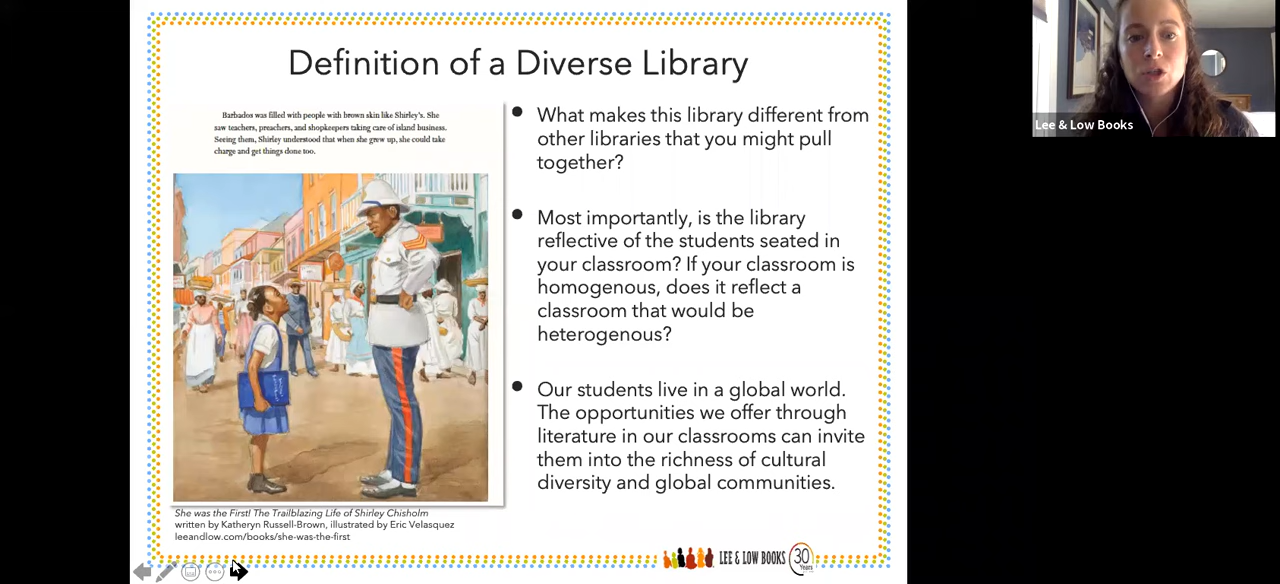 Definition of a Diverse Library
Barbados was filled with people with brown skin like Shirley's. She
saw teachers, preachers, and shopkeepers taking care of island business.
Seeing them, Shirley understood that when she grew up, she could take
charge and get things done too.
She was the First! The Trailblazing Life of Shirley Chisholm
written by Katheryn Russell-Brown, illustrated by Eric Velasquez
leeandlow.com/books/she-was-the-first
• What makes this library different from
other libraries that you might pull
together?
• Most importantly, is the library
reflective of the students seated in
your classroom? If your classroom is
homogenous, does it reflect a
classroom that would be
heterogenous?
• Our students live in a global world.
The opportunities we offer through
literature in our classrooms can invite
them into the richness of cultural
diversity and global communities.
LEE & LOW BOOKS
30
Years
Lee & Low Books